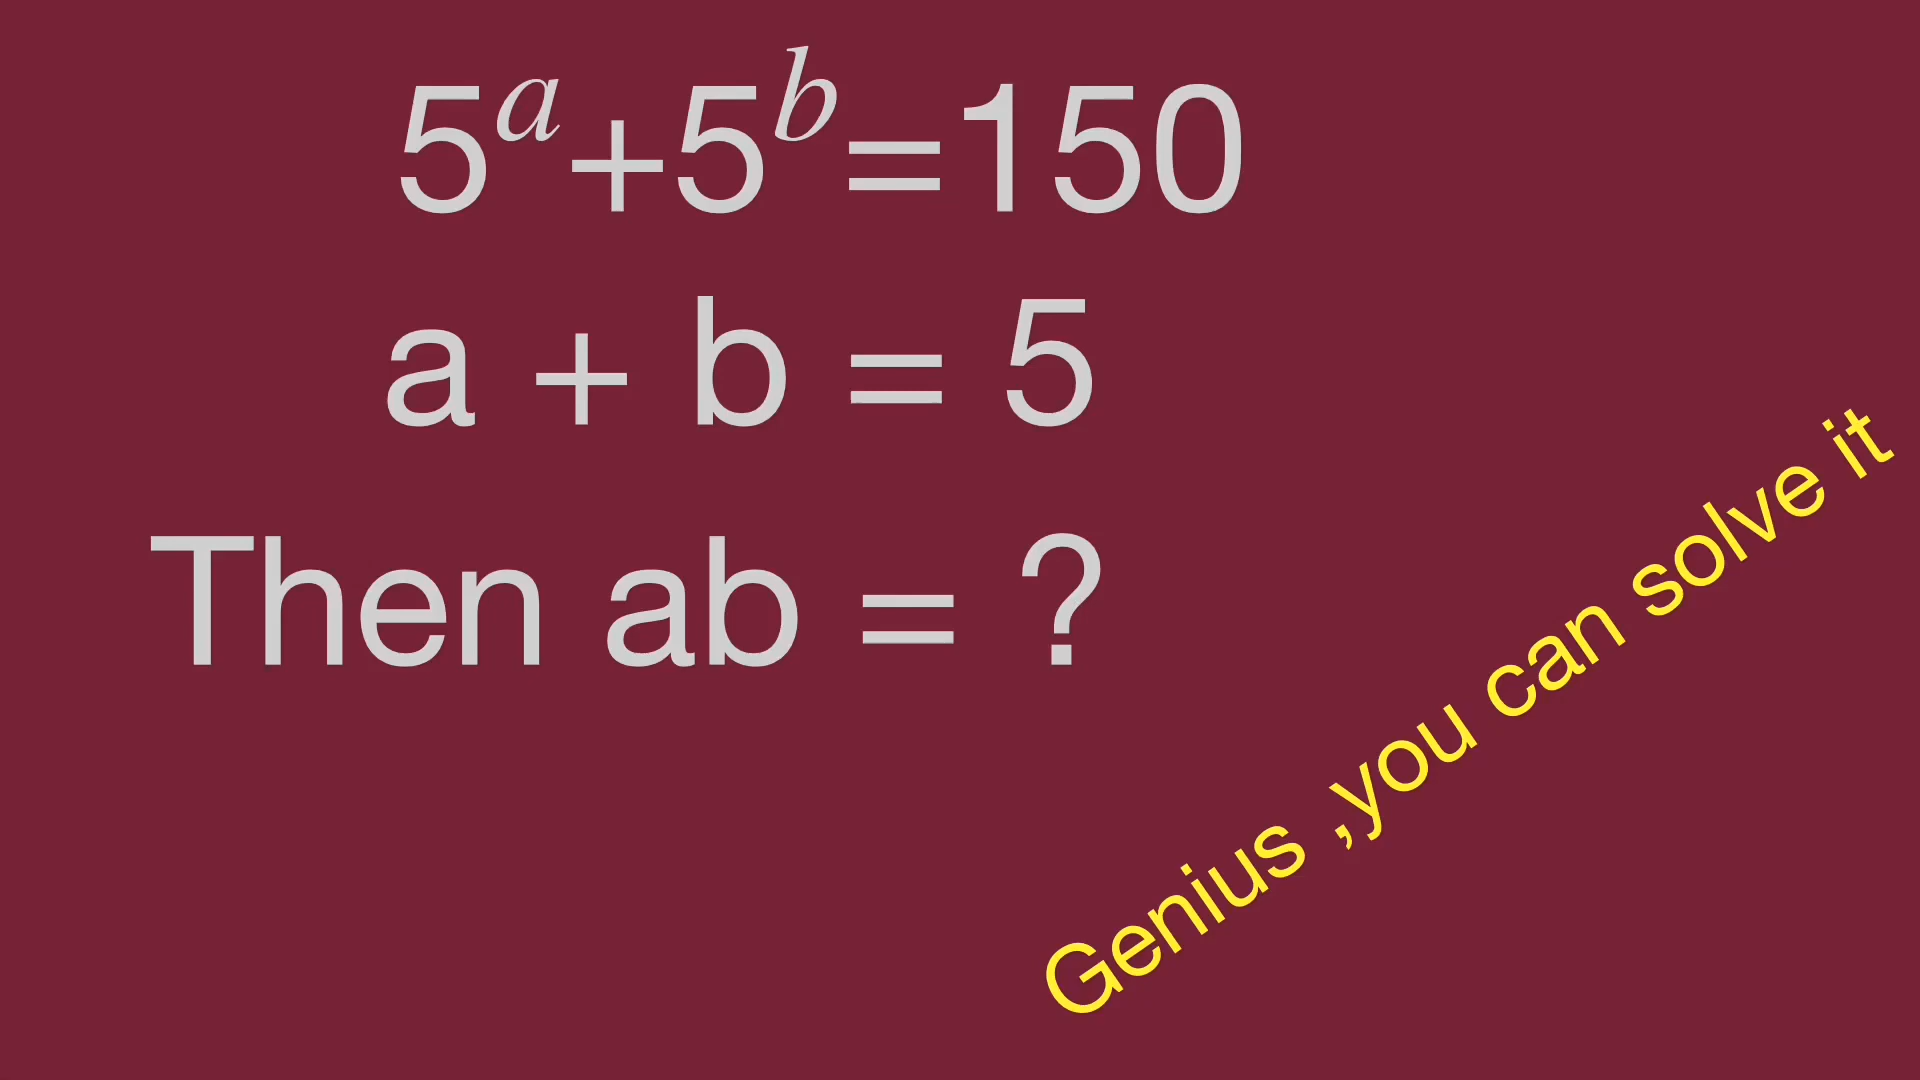 5^a+5^b=150
a + b = 5
Then ab = ?
Genius ,you can solve it